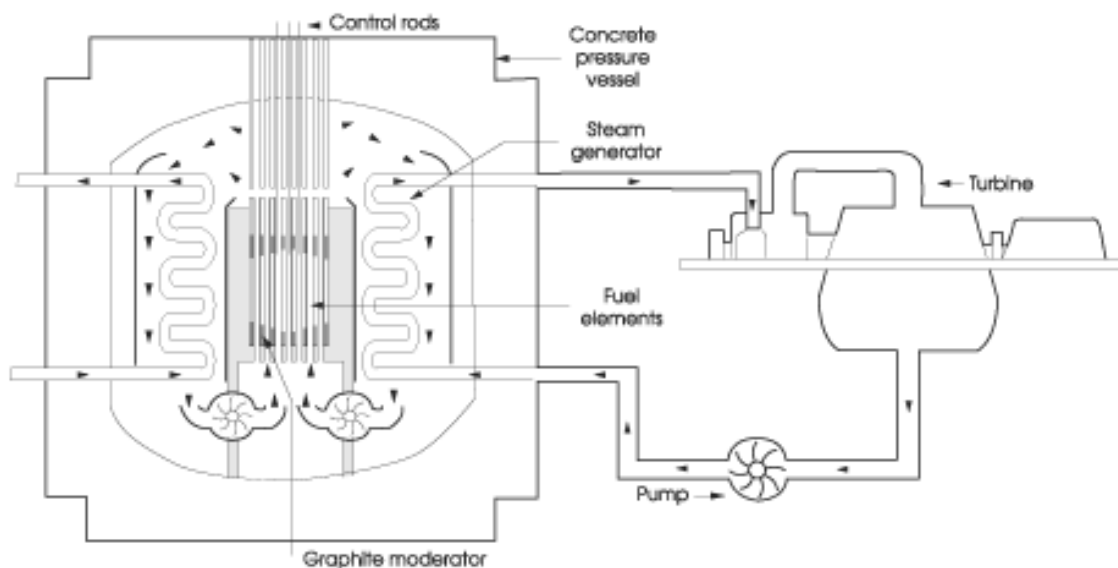 Control rods
Concrete
pressure
vessel
Steam
generator
Turbine
Fuel
elements
Pump
Graphite moderator